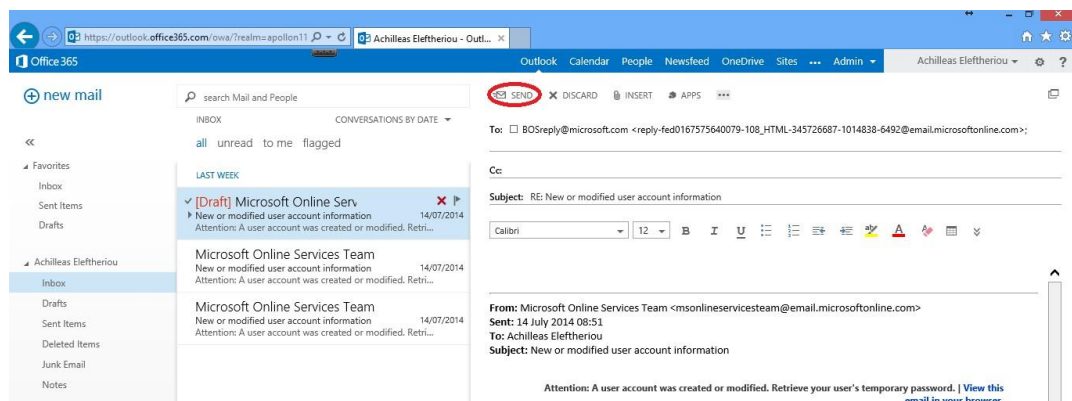 https://outlook.office365.com/owa/?realm=apollon11
Achilleas Eleftheriou - Outl...
Office 365
Outlook Calendar People Newsfeed OneDrive Sites ... Admin
Achilleas Eleftheriou
?
new mail
«
Favorites
Inbox
Sent Items
Drafts
Achilleas Eleftheriou
Inbox
Drafts
Sent Items
Deleted Items
Junk Email
Notes
search Mail and People
INBOX CONVERSATIONS BY DATE
all unread to me flagged
LAST WEEK
[Draft] Microsoft Online Serv
New or modified user account information 14/07/2014
Attention: A user account was created or modified. Retri...
Microsoft Online Services Team
New or modified user account information 14/07/2014
Attention: A user account was created or modified. Retri...
Microsoft Online Services Team
New or modified user account information 14/07/2014
Attention: A user account was created or modified. Retri...
SEND DISCARD INSERT APPS ...
To: BOSreply@microsoft.com <reply-fed0167575640079-108_HTML-345726687-1014838-6492@email.microsoftonline.com>;
Cc:
Subject: RE: New or modified user account information
Calibri 12 B I U
From: Microsoft Online Services Team <msonlineservicesteam@email.microsoftonline.com>
Sent: 14 July 2014 08:51
To: Achilleas Eleftheriou
Subject: New or modified user account information
Attention: A user account was created or modified. Retrieve your user's temporary password. | View this
email in your browser.